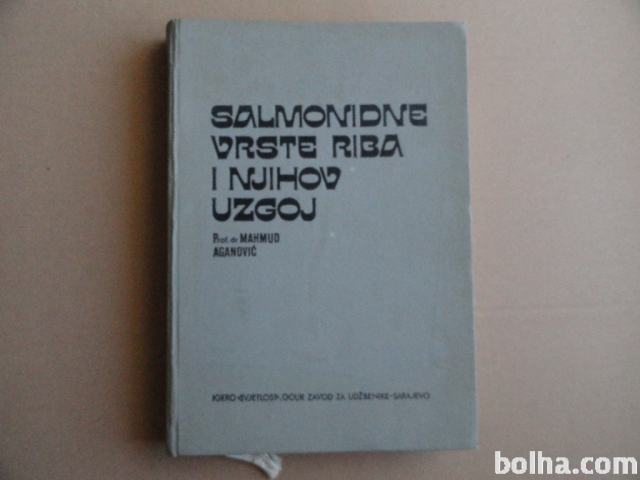 SALMONIDNE
VRSTE RIBA
I NJIHOV
UZGOJ
Prof. dr MAHMUD
AGANOVIĆ
IGKRO »SVJETLOST«, OOUR ZAVOD ZA UDŽBENIKE-SARAJEVO
bolha.com